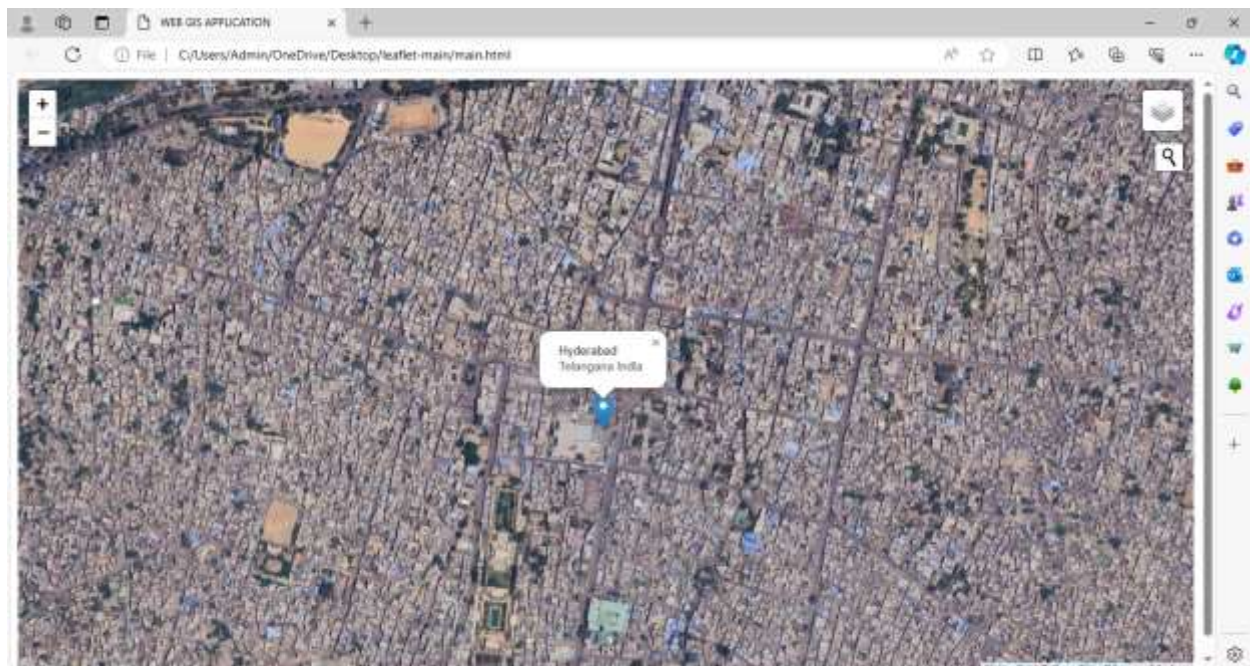 WEB GIS APPLICATION
File | C:/Users/Admin/OneDrive/Desktop/leaflet-main/main.html
+
−
Hyderabad
Telangana India